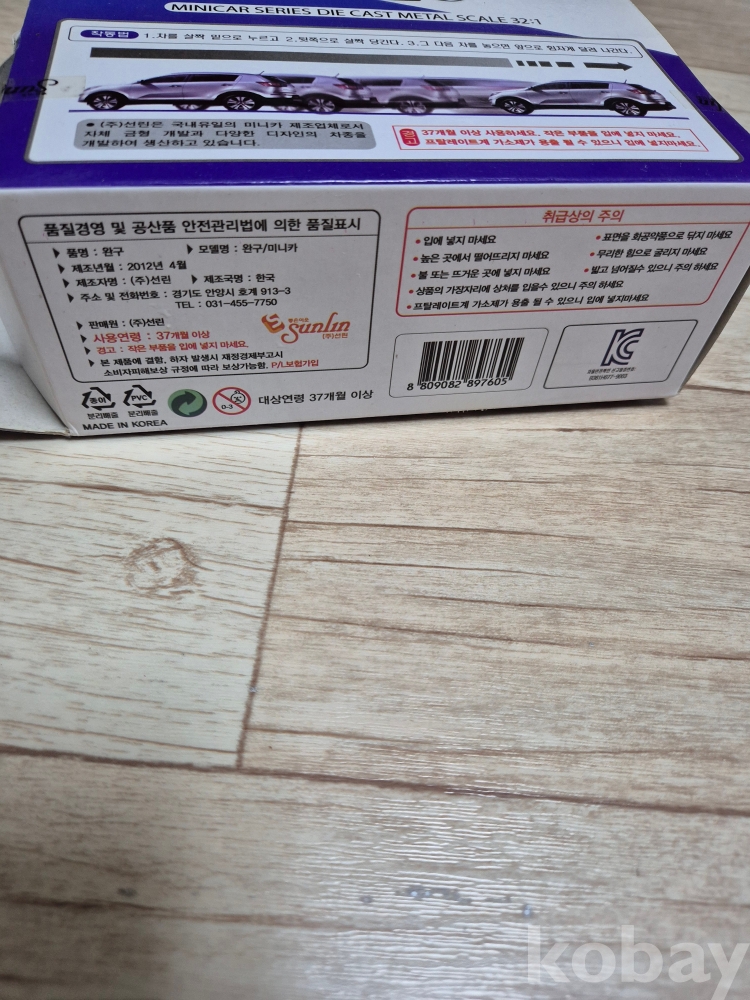 MINICAR SERIES DIE CAST METAL SCALE 32:1
작동법 1.차를 살짝 밑으로 누르고 2.뒷쪽으로 살짝 당긴다. 3.그 다음 차를 놓으면 앞으로 힘차게 달려 나간다.
● (주)선린은 국내유일의 미니카 제조업체로서
자체 금형 개발과 다양한 디자인의 차종을
개발하여 생산하고 있습니다.
경고 37개월 이상 사용하세요. 작은 부품을 입에 넣지 마세요.
프탈레이트계 가소제가 용출 될 수 있으니 입에 넣지마세요.
품질경영 및 공산품 안전관리법에 의한 품질표시
품명 : 완구
모델명 : 완구/미니카
제조년월 : 2012년 4월
제조자명 : (주)선린
제조국명 : 한국
주소 및 전화번호 : 경기도 안양시 호계 913-3
TEL : 031-455-7750
판매원 : (주)선린
사용연령 : 37개월 이상
경고 : 작은 부품을 입에 넣지 마세요.
본 제품에 결함, 하자 발생시 재정경제부고시
소비자피해보상 규정에 따라 보상가능함. P/L보험가입
좋은친구
Sunlin
(주)선린
종이
분리배출
PVC
분리배출
0-3
대상연령 37개월 이상
MADE IN KOREA
취급상의 주의
● 입에 넣지 마세요
● 표면을 화공약품으로 닦지 마세요
● 높은 곳에서 떨어뜨리지 마세요
● 무리한 힘으로 굴리지 마세요
● 불 또는 뜨거운 곳에 넣지 마세요
● 밟고 넘어질수 있으니 주의 하세요
● 상품의 가장자리에 상처를 입을수 있으니 주의 하세요
● 프탈레이트계 가소제가 용출 될 수 있으니 입에 넣지마세요
8 809082 897605
kobay